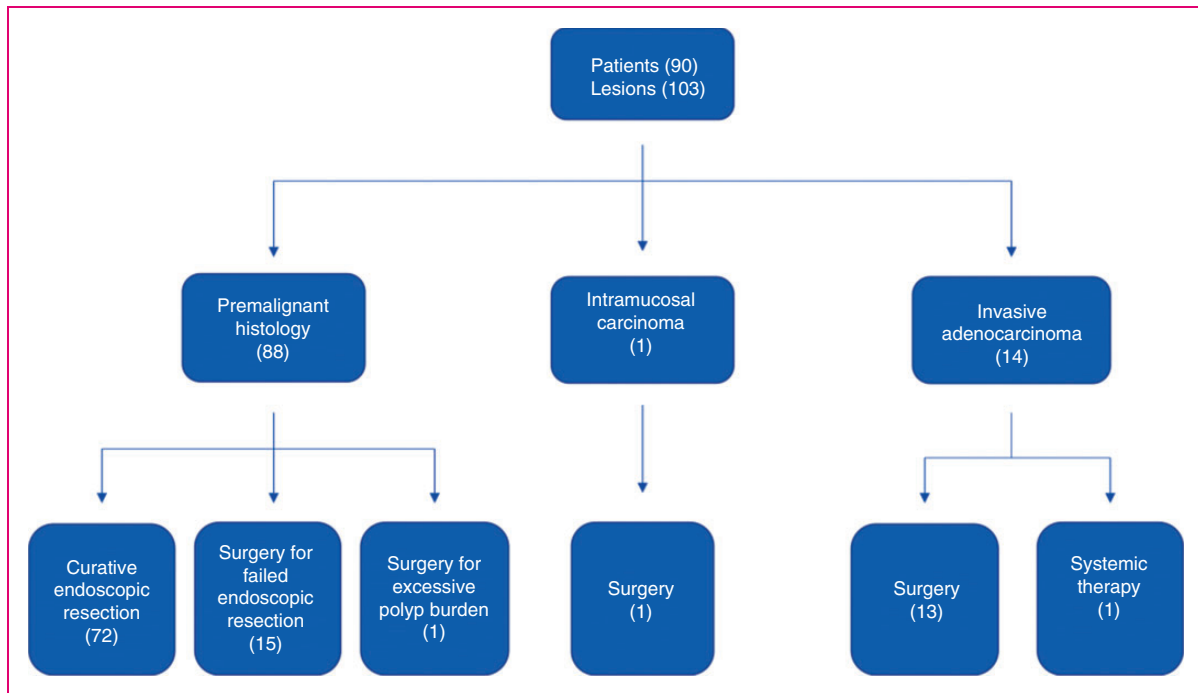 Patients (90)
Lesions (103)
Premalignant
histology
(88)
Intramucosal
carcinoma
(1)
Invasive
adenocarcinoma
(14)
Curative
endoscopic
resection
(72)
Surgery for
failed
endoscopic
resection
(15)
Surgery for
excessive
polyp burden
(1)
Surgery
(1)
Surgery
(13)
Systemic
therapy
(1)